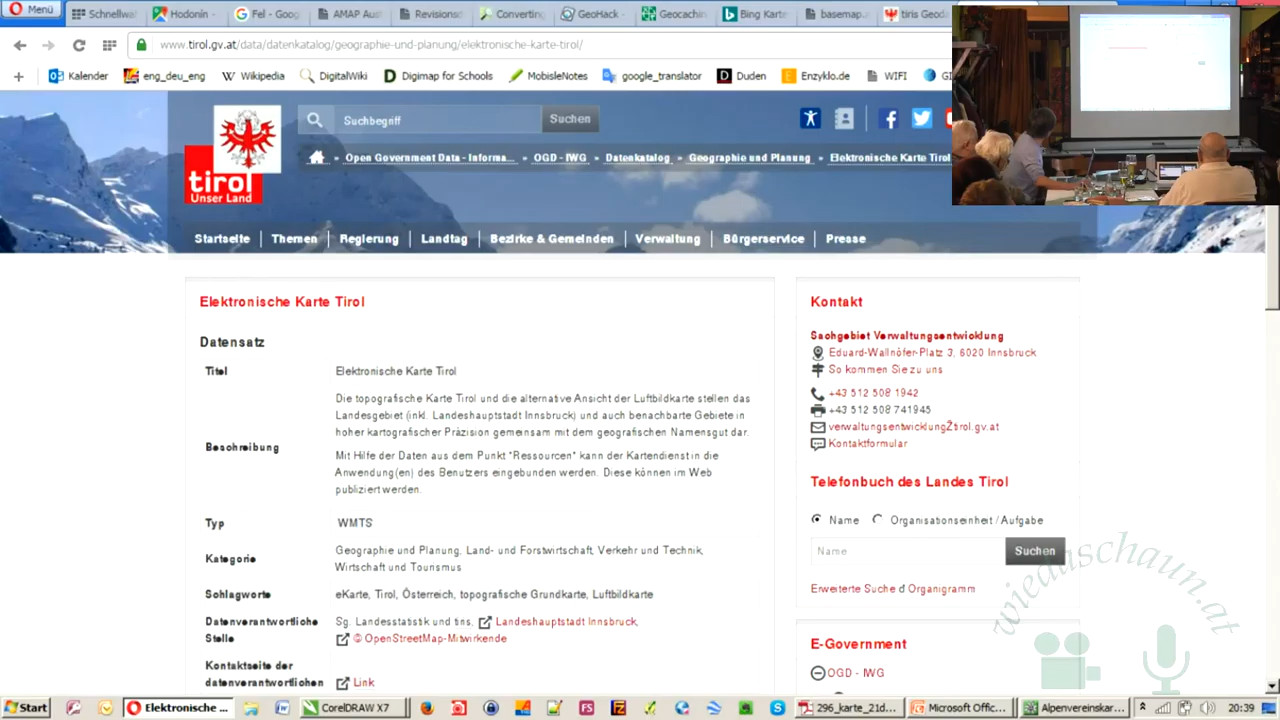 Menü
Schnellwa
Hodonín -
Fel - Goog
AMAP Aus
Revisions
Converting
GeoHack
Geocachin
Bing Karte
basemap.
tiris Geoda
www.tirol.gv.at/data/datenkatalog/geographie-und-planung/elektronische-karte-tirol/
Kalender
eng_deu_eng
Wikipedia
DigitalWiki
Digimap for Schools
MobisleNotes
google_translator
Duden
Enzyklo.de
WIFI
tirol
Unser Land
Suchbegriff
Suchen
» Open Government Data - Informa... » OGD - IWG » Datenkatalog » Geographie und Planung » Elektronische Karte Tirol
Startseite
Themen
Regierung
Landtag
Bezirke & Gemeinden
Verwaltung
Bürgerservice
Presse
Elektronische Karte Tirol
Datensatz
Titel
Elektronische Karte Tirol
Beschreibung
Die topografische Karte Tirol und die alternative Ansicht der Luftbildkarte stellen das
Landesgebiet (inkl. Landeshauptstadt Innsbruck) und auch benachbarte Gebiete in
hoher kartografischer Präzision gemeinsam mit dem geografischen Namensgut dar.
Mit Hilfe der Daten aus dem Punkt "Ressourcen" kann der Kartendienst in die
Anwendung(en) des Benutzers eingebunden werden. Diese können im Web
publiziert werden.
Typ
WMTS
Kategorie
Geographie und Planung, Land- und Forstwirtschaft, Verkehr und Technik,
Wirtschaft und Tourismus
Schlagworte
eKarte, Tirol, Österreich, topografische Grundkarte, Luftbildkarte
Datenverantwortliche
Stelle
Sg. Landesstatistik und tiris, Landeshauptstadt Innsbruck,
© OpenStreetMap-Mitwirkende
Kontaktseite der
datenverantwortlichen
Link
Kontakt
Sachgebiet Verwaltungsentwicklung
Eduard-Wallnöfer-Platz 3, 6020 Innsbruck
So kommen Sie zu uns
+43 512 508 1942
+43 512 508 741945
verwaltungsentwicklungŽtirol.gv.at
Kontaktformular
Telefonbuch des Landes Tirol
Name
Organisationseinheit / Aufgabe
Name
Suchen
Erweiterte Suche d Organigramm
E-Government
OGD - IWG
wiedaschaun.at
Start
Elektronische ...
CorelDRAW X7
296_karte_21d...
Microsoft Offic...
Alpenvereinskar...
20:39